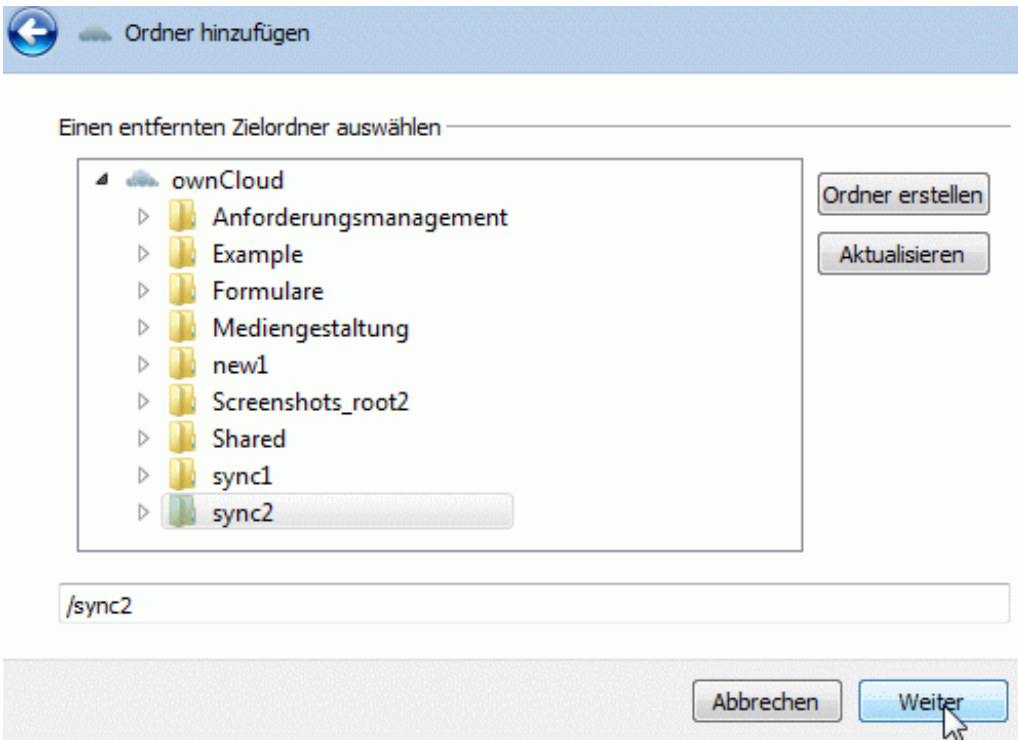 Ordner hinzufügen
Einen entfernten Zielordner auswählen
ownCloud
Anforderungsmanagement
Example
Formulare
Mediengestaltung
new1
Screenshots_root2
Shared
sync1
sync2
Ordner erstellen
Aktualisieren
/sync2
Abbrechen
Weiter